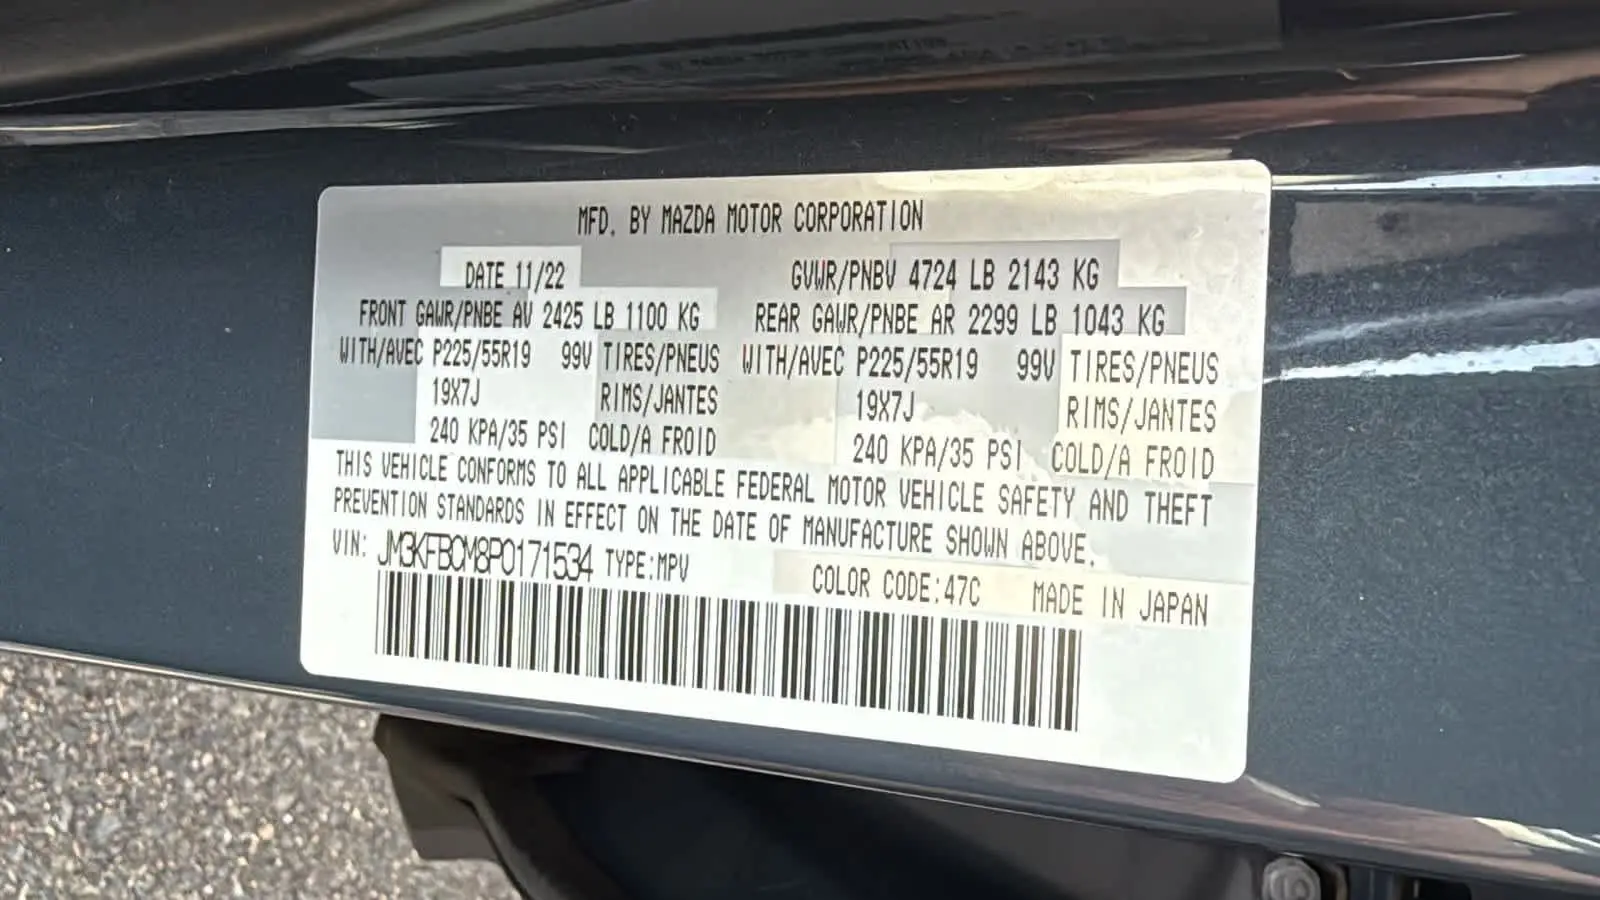 MFD. BY MAZDA MOTOR CORPORATION
DATE 11/22 GVWR/PNBV 4724 LB 2143 KG
FRONT GAWR/PNBE AV 2425 LB 1100 KG REAR GAWR/PNBE AR 2299 LB 1043 KG
WITH/AVEC P225/55R19 99V TIRES/PNEUS WITH/AVEC P225/55R19 99V TIRES/PNEUS
19X7J RIMS/JANTES 19X7J RIMS/JANTES
240 KPA/35 PSI COLD/A FROID 240 KPA/35 PSI COLD/A FROID
THIS VEHICLE CONFORMS TO ALL APPLICABLE FEDERAL MOTOR VEHICLE SAFETY AND THEFT
PREVENTION STANDARDS IN EFFECT ON THE DATE OF MANUFACTURE SHOWN ABOVE.
VIN: JM3KFBCM8P0171534 TYPE:MPV COLOR CODE:47C MADE IN JAPAN